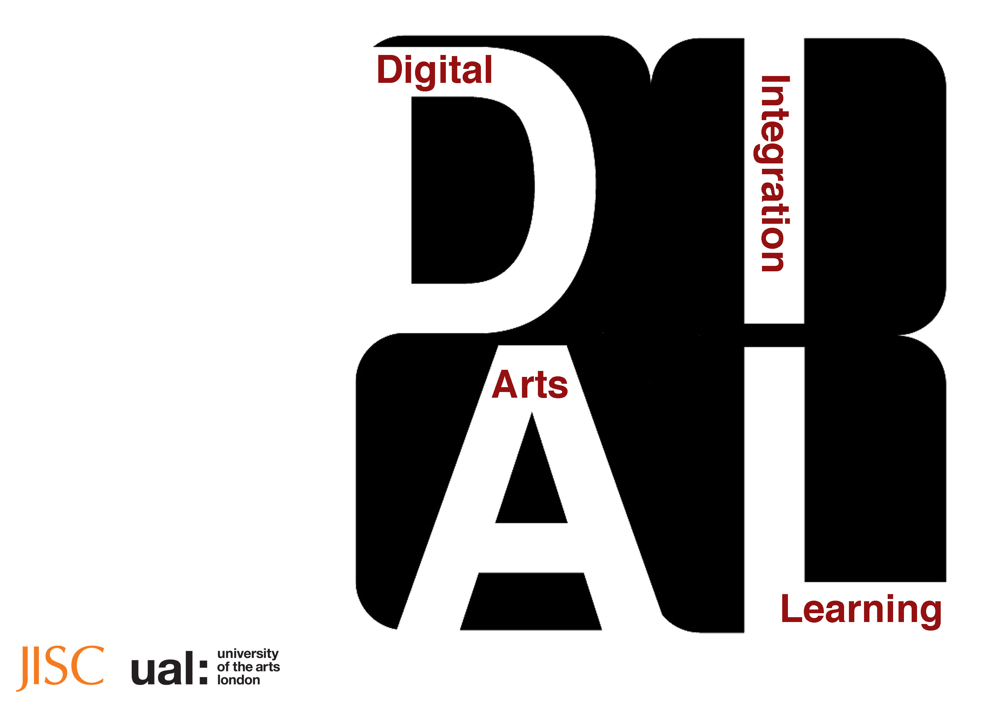 D I
Digital
Integration
A L
Arts
Learning
JISC
ual:
university
of the arts
london